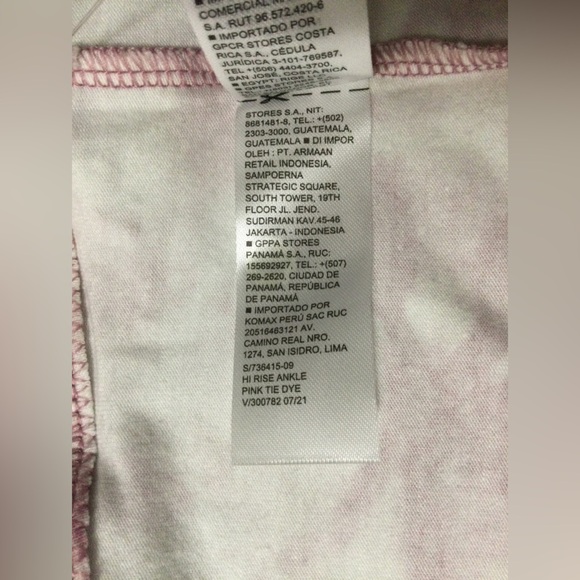 COMERCIAL
S.A. RUT 96.572.420-6
■ IMPORTADO POR
GPCR STORES COSTA
RICA S.A., CÉDULA
JURÍDICA 3-101-769587,
TEL +(506) 4404-3700,
SAN JOSÉ, COSTA RICA
■ EGYPT: RISE
■ GPES STORES
STORES S.A., NIT:
8681481-8, TEL.: +(502)
2303-3000, GUATEMALA,
GUATEMALA ■ DI IMPOR
OLEH : PT. ARMAAN
RETAIL INDONESIA,
SAMPOERNA
STRATEGIC SQUARE,
SOUTH TOWER, 19TH
FLOOR JL. JEND.
SUDIRMAN KAV.45-46
JAKARTA - INDONESIA
■ GPPA STORES
PANAMÁ S.A., RUC:
155692927, TEL.: +(507)
269-2620, CIUDAD DE
PANAMÁ, REPÚBLICA
DE PANAMÁ
■ IMPORTADO POR
KOMAX PERÚ SAC RUC
20516463121 AV.
CAMINO REAL NRO.
1274, SAN ISIDRO, LIMA
S/736415-09
HI RISE ANKLE
PINK TIE DYE
V/300782 07/21